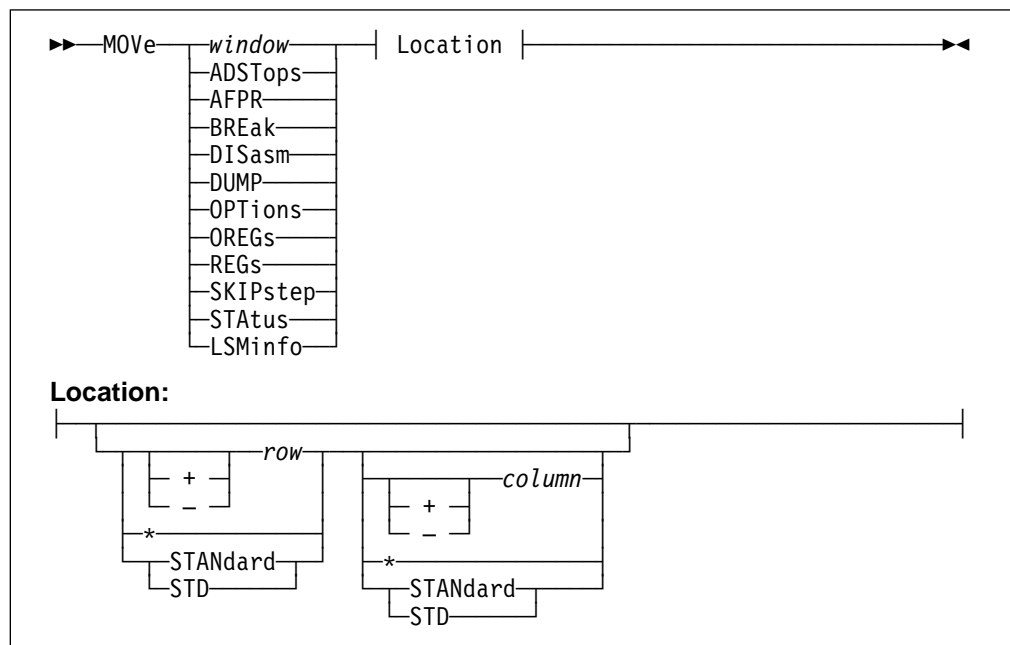 MOVe window Location
ADSTops
AFPR
BREak
DISasm
DUMP
OPTions
OREGs
REGs
SKIPstep
STAtus
LSMinfo
Location:
row
+ column
– +
–
*
STANdard *
STD STANdard
STD